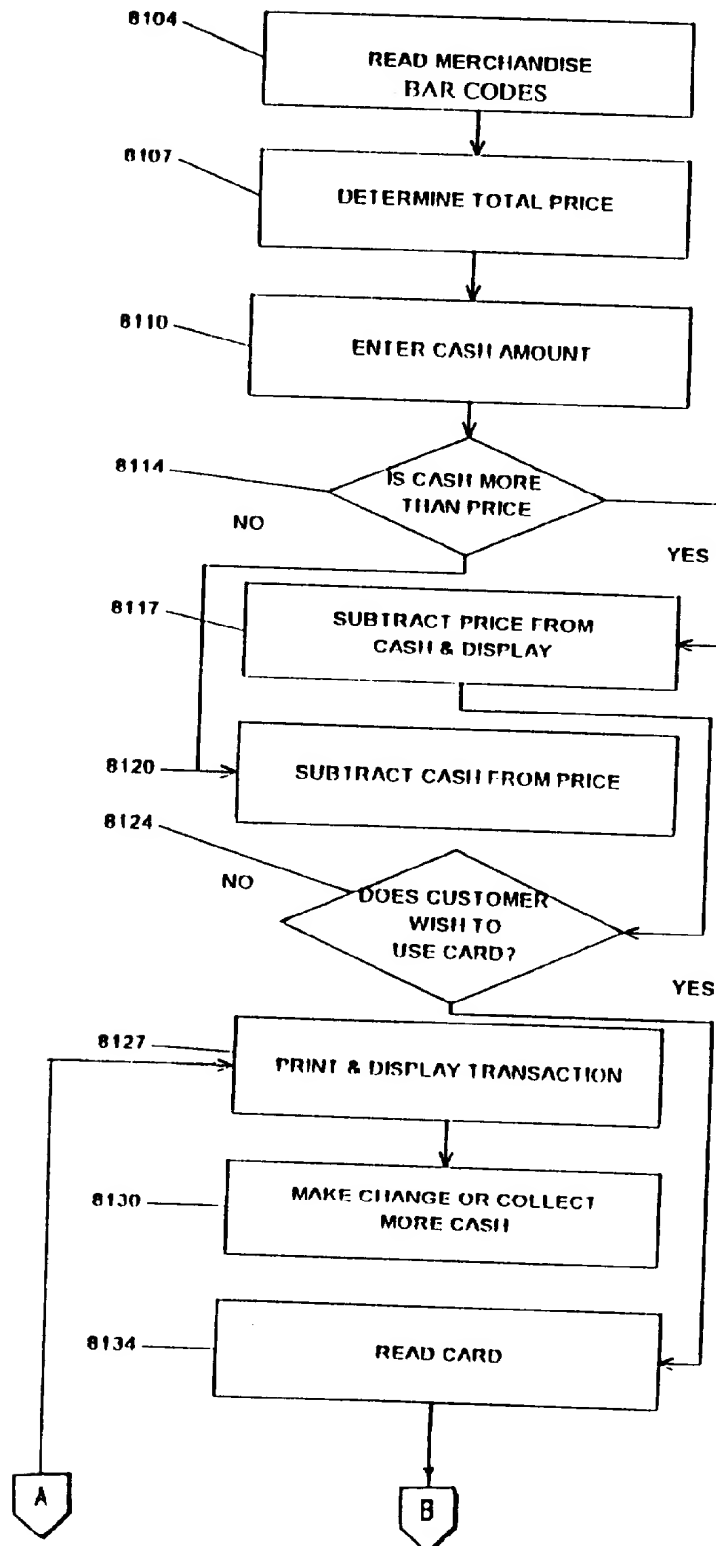 8104
READ MERCHANDISE
BAR CODES
8107
DETERMINE TOTAL PRICE
8110
ENTER CASH AMOUNT
8114
IS CASH MORE
THAN PRICE
NO
YES
8117
SUBTRACT PRICE FROM
CASH & DISPLAY
8120
SUBTRACT CASH FROM PRICE
8124
NO
DOES CUSTOMER
WISH TO
USE CARD?
YES
8127
PRINT & DISPLAY TRANSACTION
8130
MAKE CHANGE OR COLLECT
MORE CASH
8134
READ CARD
A
B